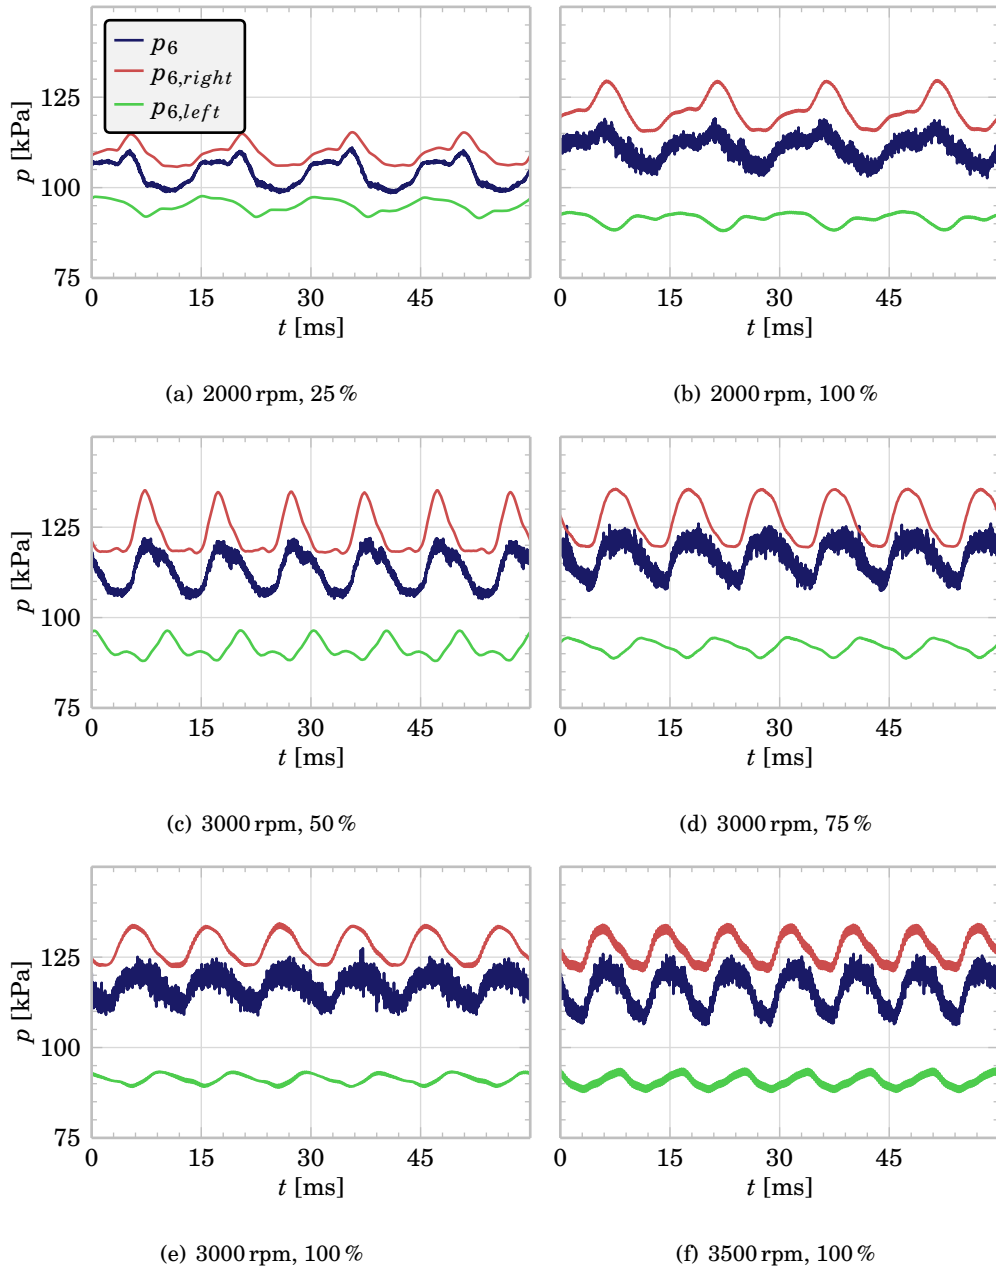 p6
p6,right
p6,left
p [kPa]
125
100
75
0 15 30 45
t [ms]
0 15 30 45
t [ms]
(a) 2000 rpm, 25 %
(b) 2000 rpm, 100 %
p [kPa]
125
100
75
0 15 30 45
t [ms]
0 15 30 45
t [ms]
(c) 3000 rpm, 50 %
(d) 3000 rpm, 75 %
p [kPa]
125
100
75
0 15 30 45
t [ms]
0 15 30 45
t [ms]
(e) 3000 rpm, 100 %
(f) 3500 rpm, 100 %